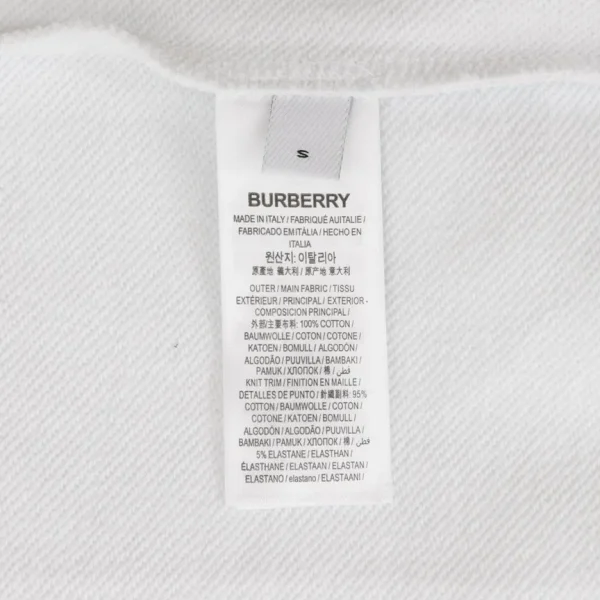 S
BURBERRY
MADE IN ITALY / FABRIQUÉ AUITALIE /
FABRICADO EM ITÀLIA / HECHO EN
ITALIA
원산지: 이탈리아
原產地 義大利 / 原产地 意大利
OUTER / MAIN FABRIC / TISSU
EXTÉRIEUR / PRINCIPAL / EXTERIOR -
COMPOSICIÓN PRINCIPAL /
外部/主要布料: 100% COTTON /
BAUMWOLLE / COTON / COTONE /
KATOEN / BOMULL / ALGODÓN /
ALGODÃO / PUUVILLA / BAMBAKI /
PAMUK / ХЛОПОК / 棉 / قطن /
KNIT TRIM / FINITION EN MAILLE /
DETALLES DE PUNTO / 針織副料: 95%
COTTON / BAUMWOLLE / COTON /
COTONE / KATOEN / BOMULL /
ALGODÓN / ALGODÃO / PUUVILLA /
BAMBAKI / PAMUK / ХЛОПОК / 棉 / قطن /
5% ELASTANE / ELASTHAN /
ÉLASTHANE / ELASTAAN / ELASTAN /
ELASTANO / elastano / ELASTAANI /